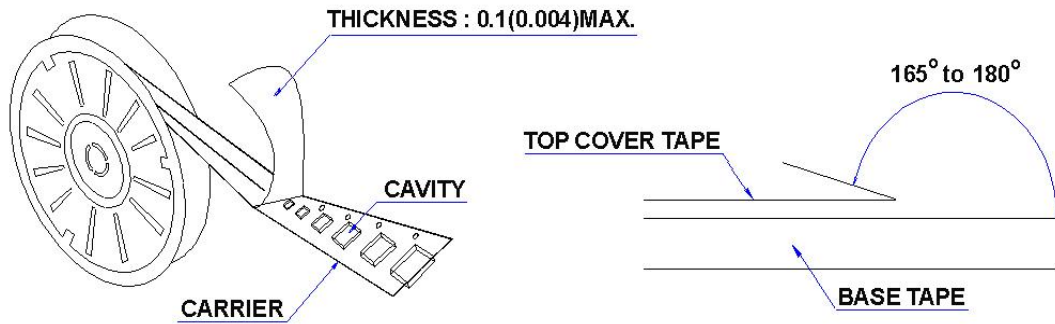 THICKNESS : 0.1(0.004)MAX.
CAVITY
CARRIER
165° to 180°
TOP COVER TAPE
BASE TAPE